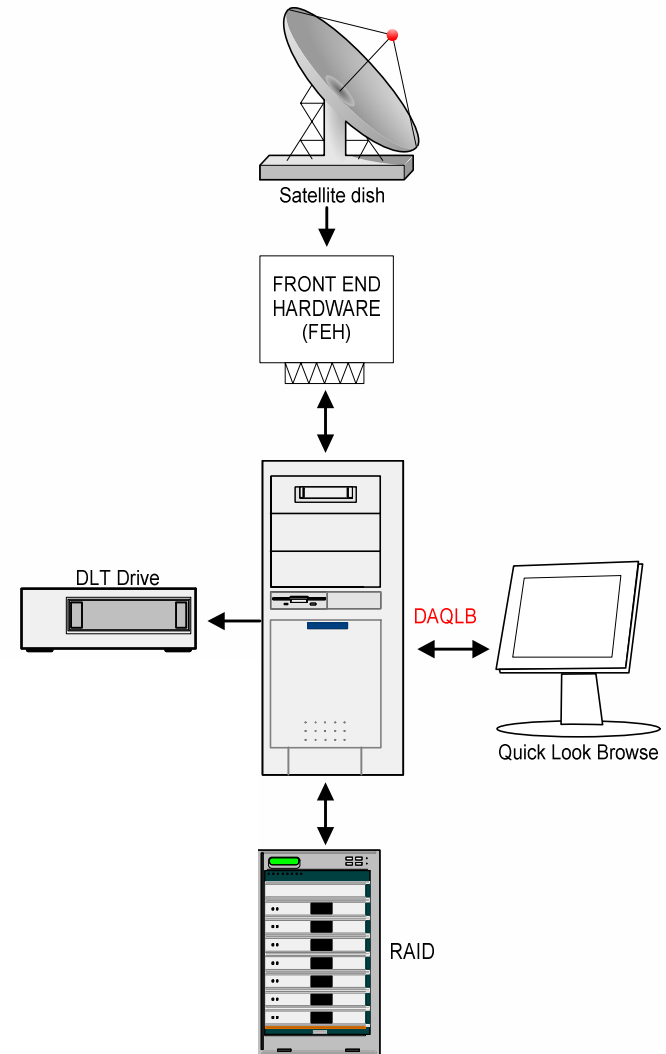 Satellite dish
FRONT END
HARDWARE
(FEH)
DLT Drive
DAQLB
Quick Look Browse
RAID